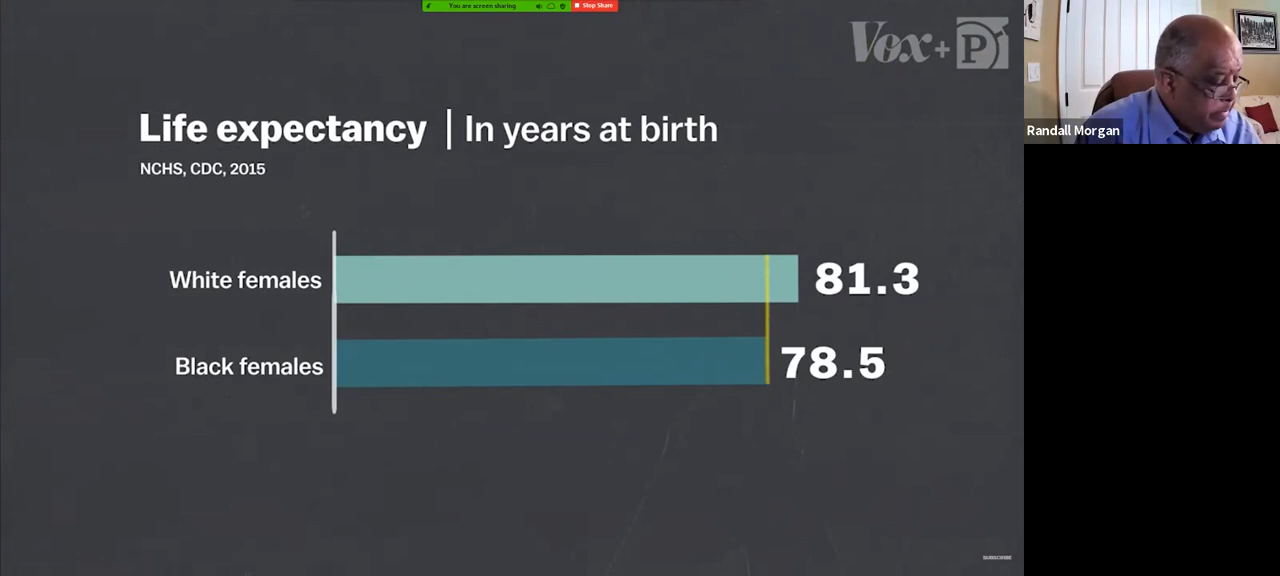 You are screen sharing
Stop Share
Vox + P
Life expectancy | In years at birth
NCHS, CDC, 2015
White females 81.3
Black females 78.5
Randall Morgan
SUBSCRIBE